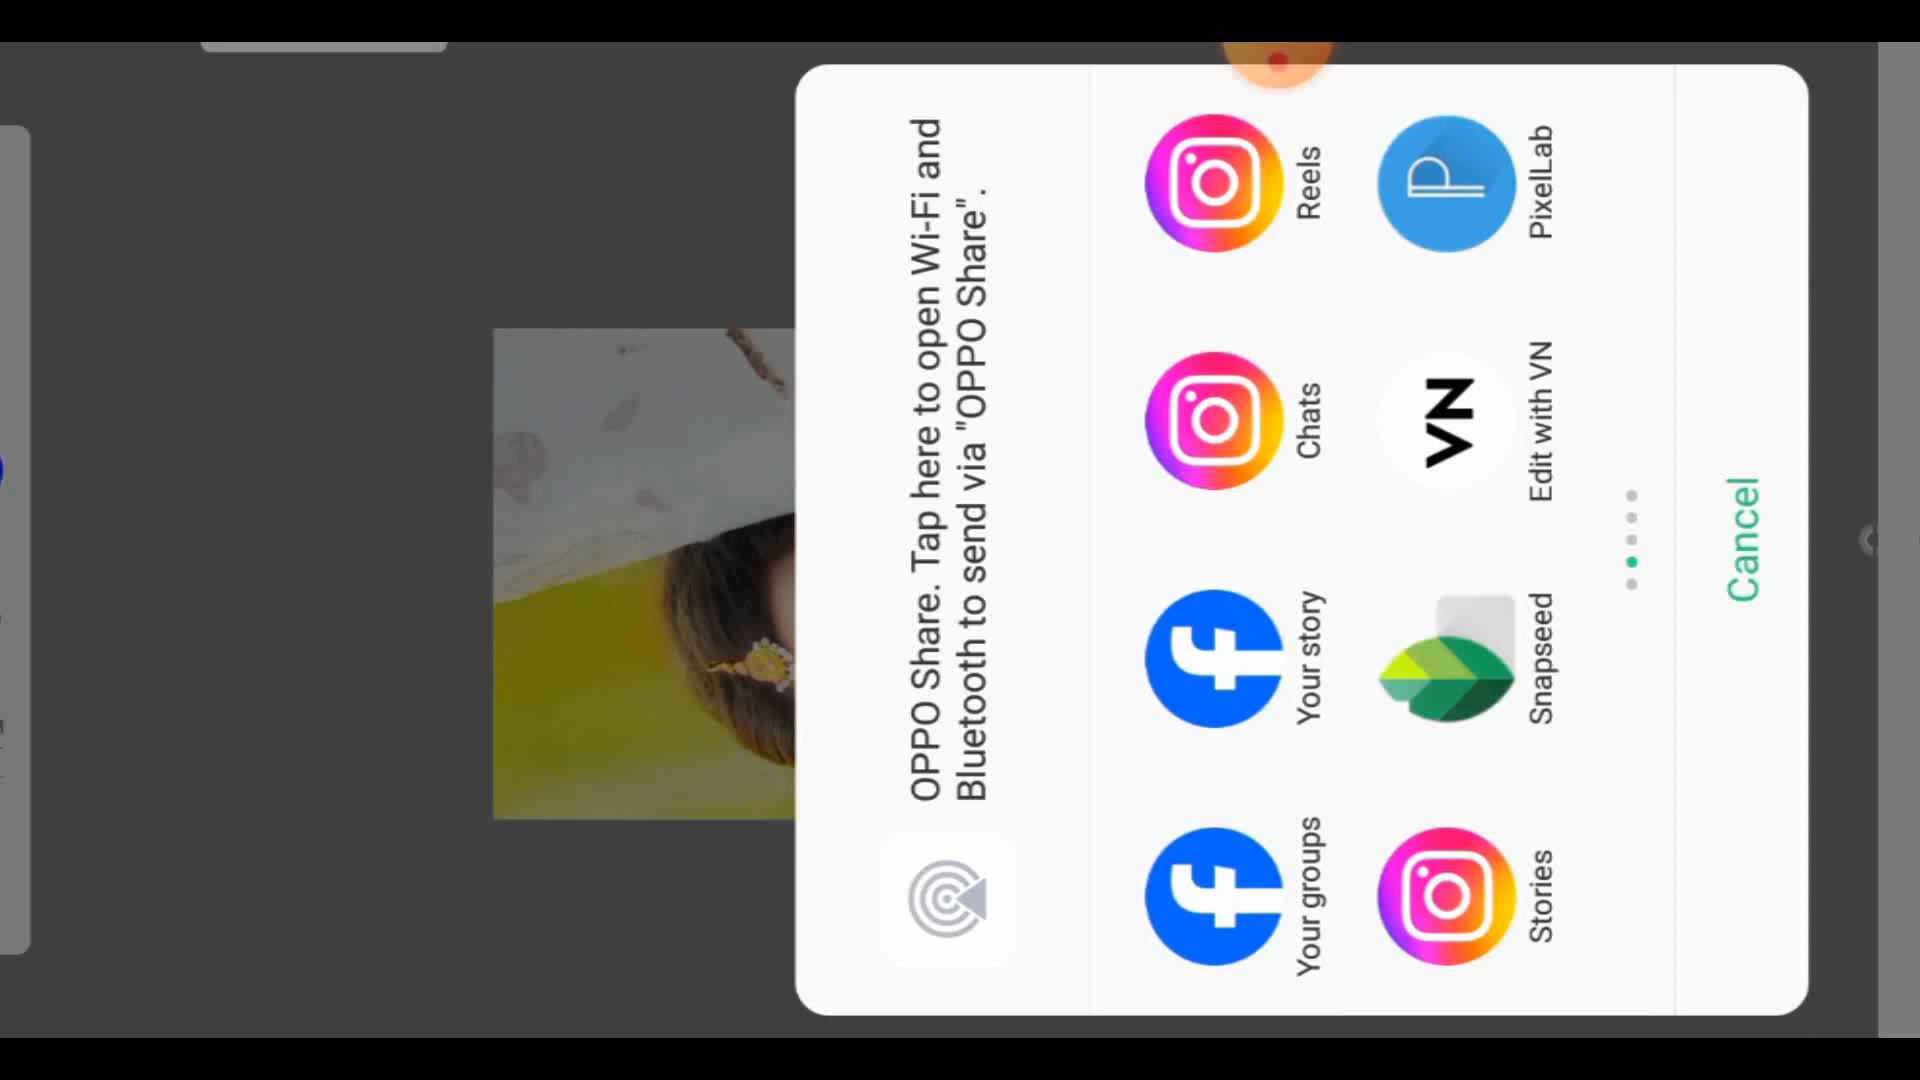 OPPO Share. Tap here to open Wi-Fi and
Bluetooth to send via "OPPO Share".
Your groups
Your story
Chats
Reels
VN
Stories
Snapseed
Edit with VN
PixelLab
Cancel